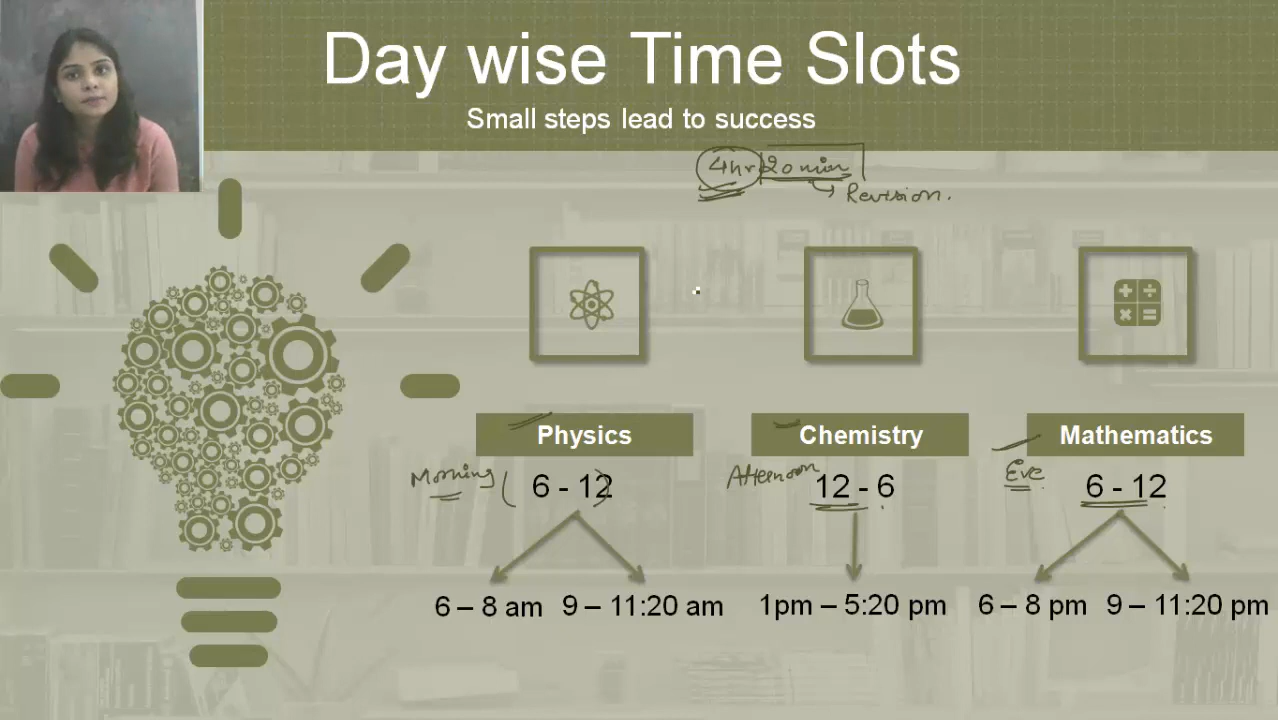 Day wise Time Slots
Small steps lead to success
4hr 20 min
Revision.
Physics
Chemistry
Mathematics
Morning
6 - 12
Afternoon
12 - 6
Eve
6 - 12
6 – 8 am
9 – 11:20 am
1pm – 5:20 pm
6 – 8 pm
9 – 11:20 pm